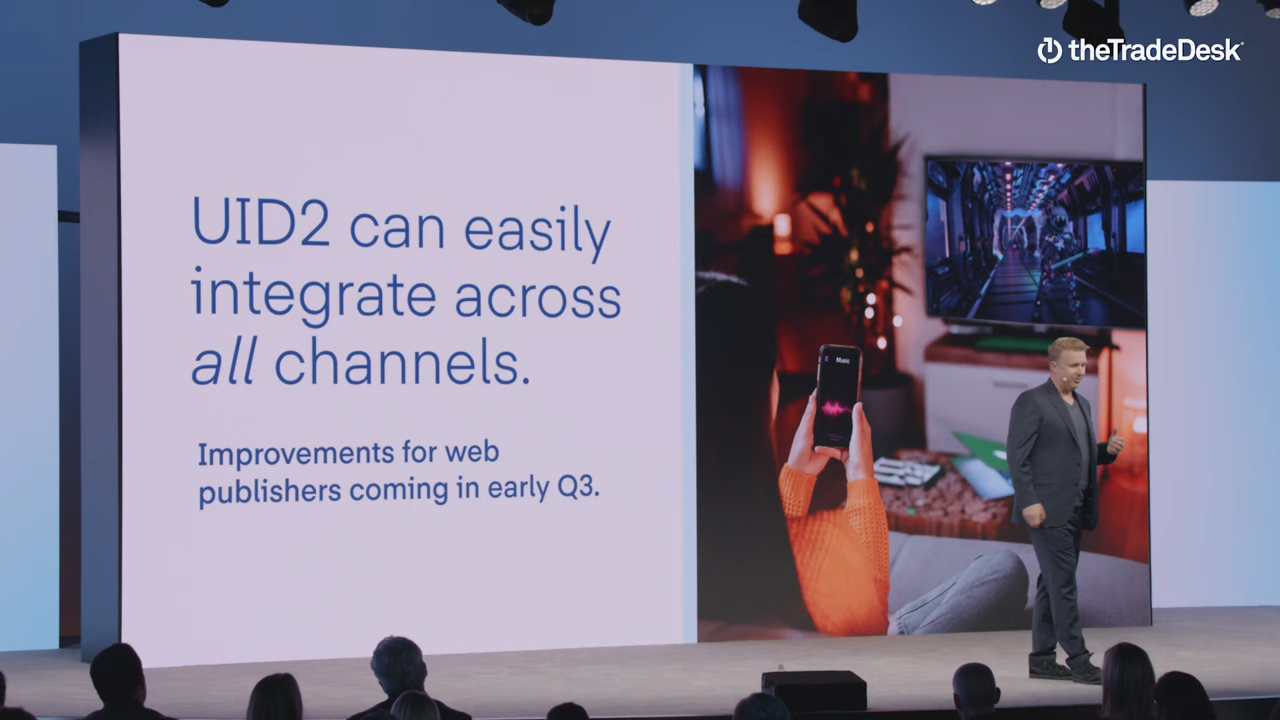 theTradeDesk
UID2 can easily
integrate across
all channels.
Improvements for web
publishers coming in early Q3.
Music